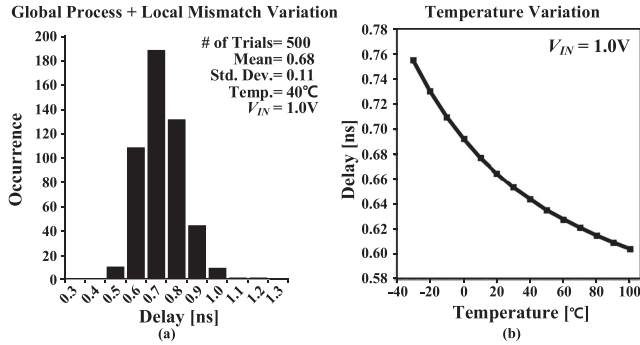 Global Process + Local Mismatch Variation
200
180
160
140
120
100
80
60
40
20
0
Occurrence
# of Trials= 500
Mean= 0.68
Std. Dev.= 0.11
Temp.= 40℃
VIN = 1.0V
0.3 0.4 0.5 0.6 0.7 0.8 0.9 1.0 1.1 1.2 1.3
Delay [ns]
(a)
Temperature Variation
0.78
0.76
0.74
0.72
0.70
0.68
0.66
0.64
0.62
0.60
0.58
Delay [ns]
VIN = 1.0V
-40 -20 0 20 40 60 80 100
Temperature [℃]
(b)